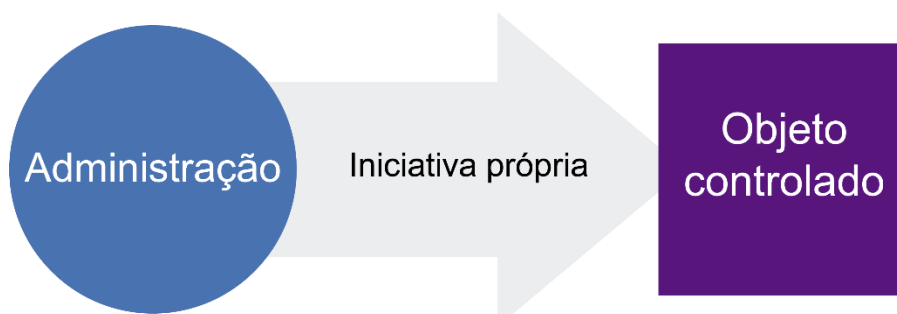 Administração
Iniciativa própria
Objeto
controlado